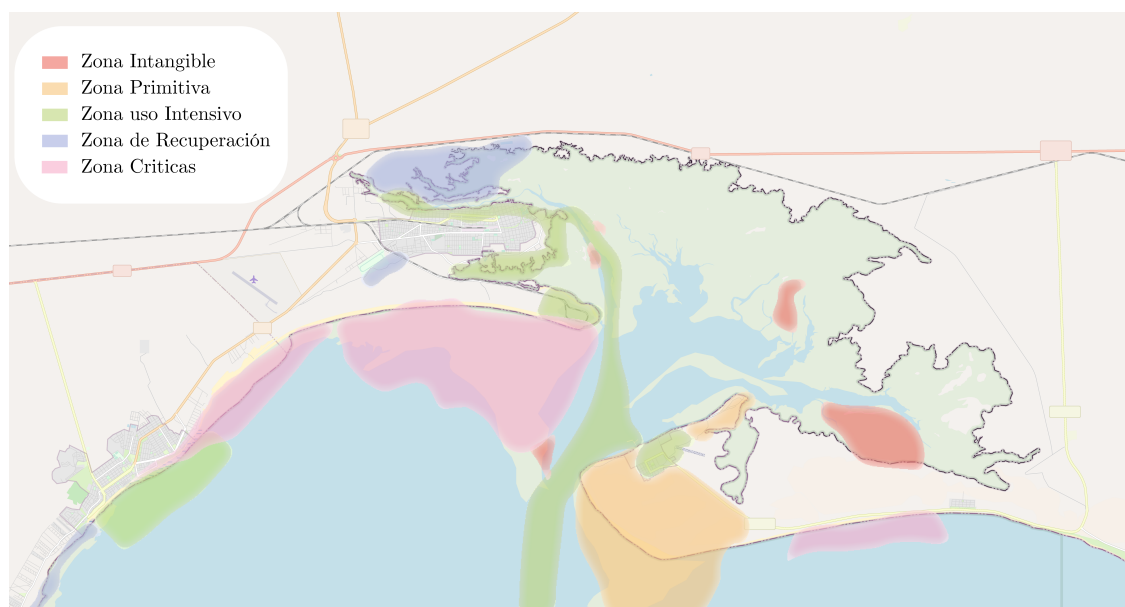 Zona Intangible
Zona Primitiva
Zona uso Intensivo
Zona de Recuperación
Zona Criticas